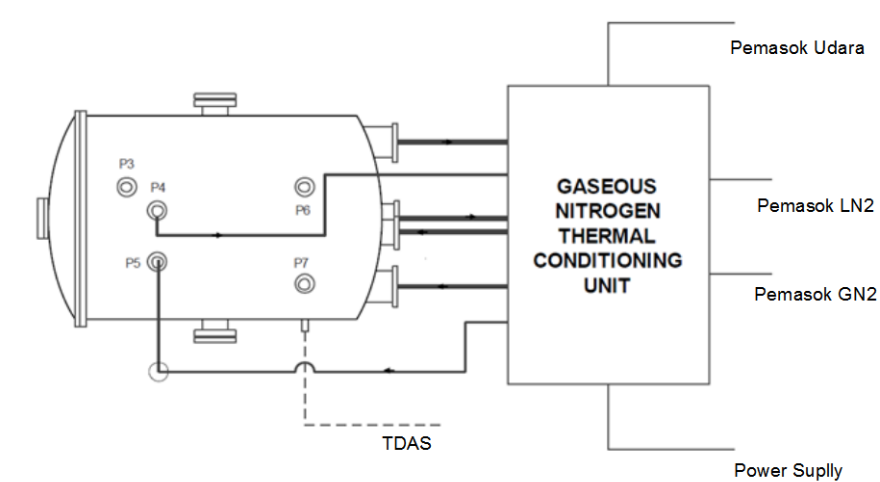 Pemasok Udara
P3
P4
P6
P5
P7
GASEOUS
NITROGEN
THERMAL
CONDITIONING
UNIT
Pemasok LN2
Pemasok GN2
TDAS
Power Suplly